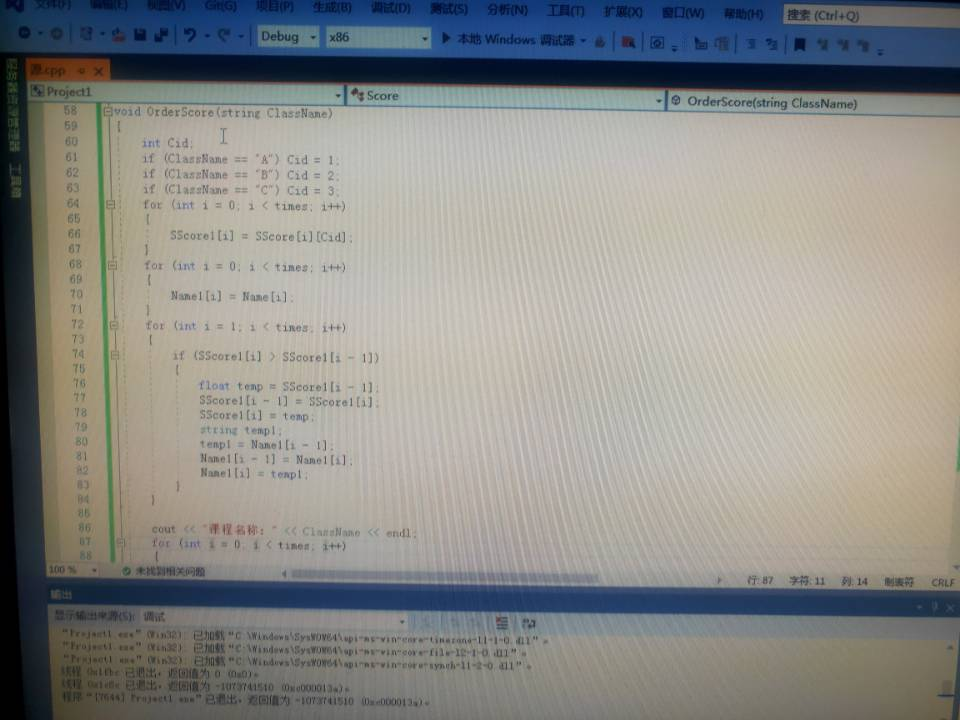 文件(F) 编辑(E) 视图(V) Git(G) 项目(P) 生成(B) 调试(D) 测试(S) 分析(N) 工具(T) 扩展(X) 窗口(W) 帮助(H) 搜索 (Ctrl+Q)
Debug x86 本地 Windows 调试器
源.cpp
服务器资源管理器 工具箱
Project1 Score OrderScore(string ClassName)
58 void OrderScore(string ClassName)
59 {
60 int Cid;
61 if (ClassName == "A") Cid = 1;
62 if (ClassName == "B") Cid = 2;
63 if (ClassName == "C") Cid = 3;
64 for (int i = 0; i < times; i++)
65 {
66 SScore1[i] = SScore[i][Cid];
67 }
68 for (int i = 0; i < times; i++)
69 {
70 Name1[i] = Name[i];
71 }
72 for (int i = 1; i < times; i++)
73 {
74 if (SScore1[i] > SScore1[i - 1])
75 {
76 float temp = SScore1[i - 1];
77 SScore1[i - 1] = SScore1[i];
78 SScore1[i] = temp;
79 string temp1;
80 temp1 = Name1[i - 1];
81 Name1[i - 1] = Name1[i];
82 Name1[i] = temp1;
83 }
84 }
85
86 cout << "课程名称：" << ClassName << endl;
87 for (int i = 0; i < times; i++)
88 {
100 % 未找到相关问题 行: 87 字符: 11 列: 14 制表符 CRLF
输出
显示输出来源(S): 调试
"Project1.exe" (Win32): 已加载"C:\Windows\SysWOW64\api-ms-win-core-timezone-l1-1-0.dll"。
"Project1.exe" (Win32): 已加载"C:\Windows\SysWOW64\api-ms-win-core-file-l2-1-0.dll"。
"Project1.exe" (Win32): 已加载"C:\Windows\SysWOW64\api-ms-win-core-synch-l1-2-0.dll"。
线程 已退出，返回值为 0 (0x0)。
线程 已退出，返回值为 -1073741510 (0xc000013a)。
程序"[7644] Project1.exe"已退出，返回值为 -1073741510 (0xc000013a)。